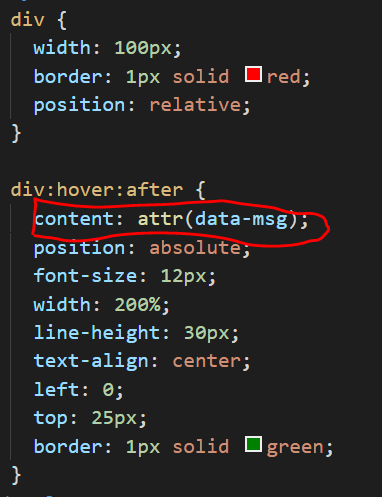 div {
width: 100px;
border: 1px solid red;
position: relative;
}
div:hover:after {
content: attr(data-msg);
position: absolute;
font-size: 12px;
width: 200%;
line-height: 30px;
text-align: center;
left: 0;
top: 25px;
border: 1px solid green;
}